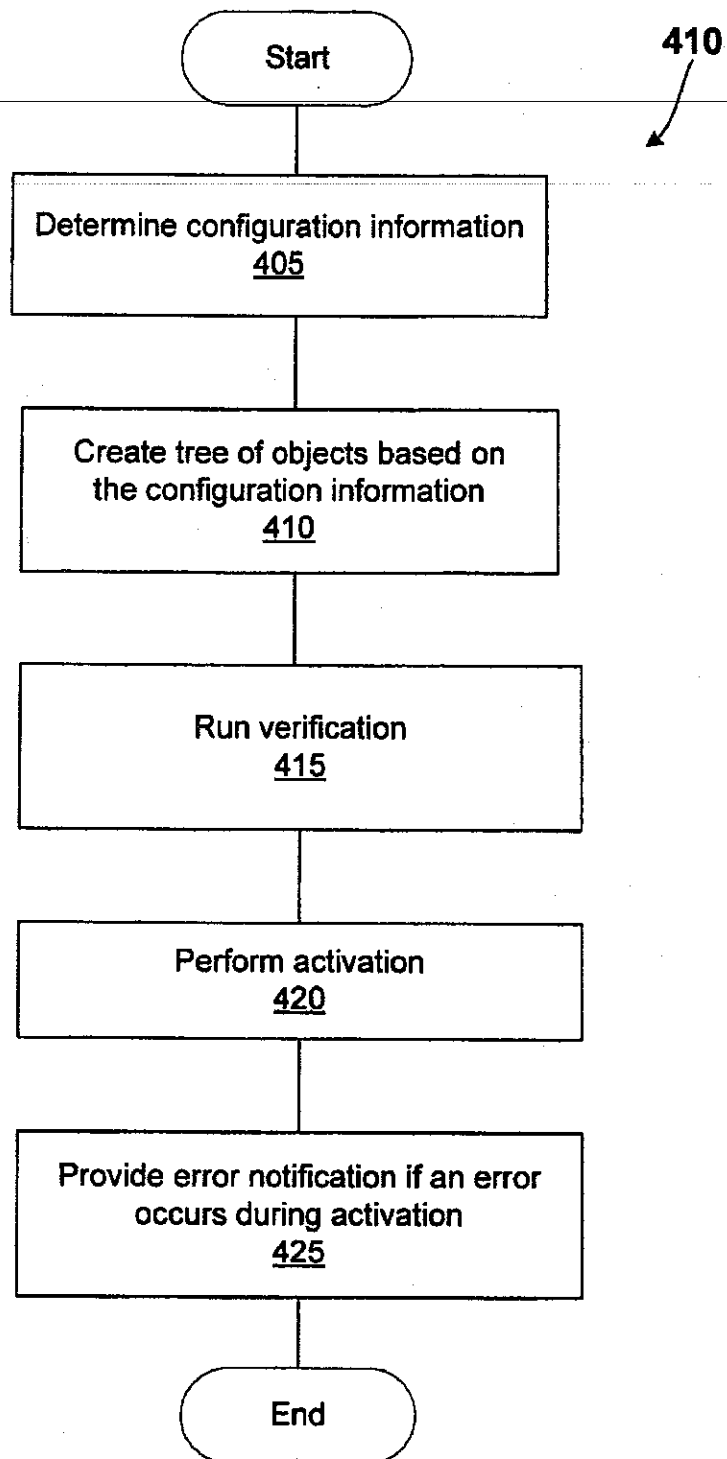 Start
410
Determine configuration information
405
Create tree of objects based on
the configuration information
410
Run verification
415
Perform activation
420
Provide error notification if an error
occurs during activation
425
End